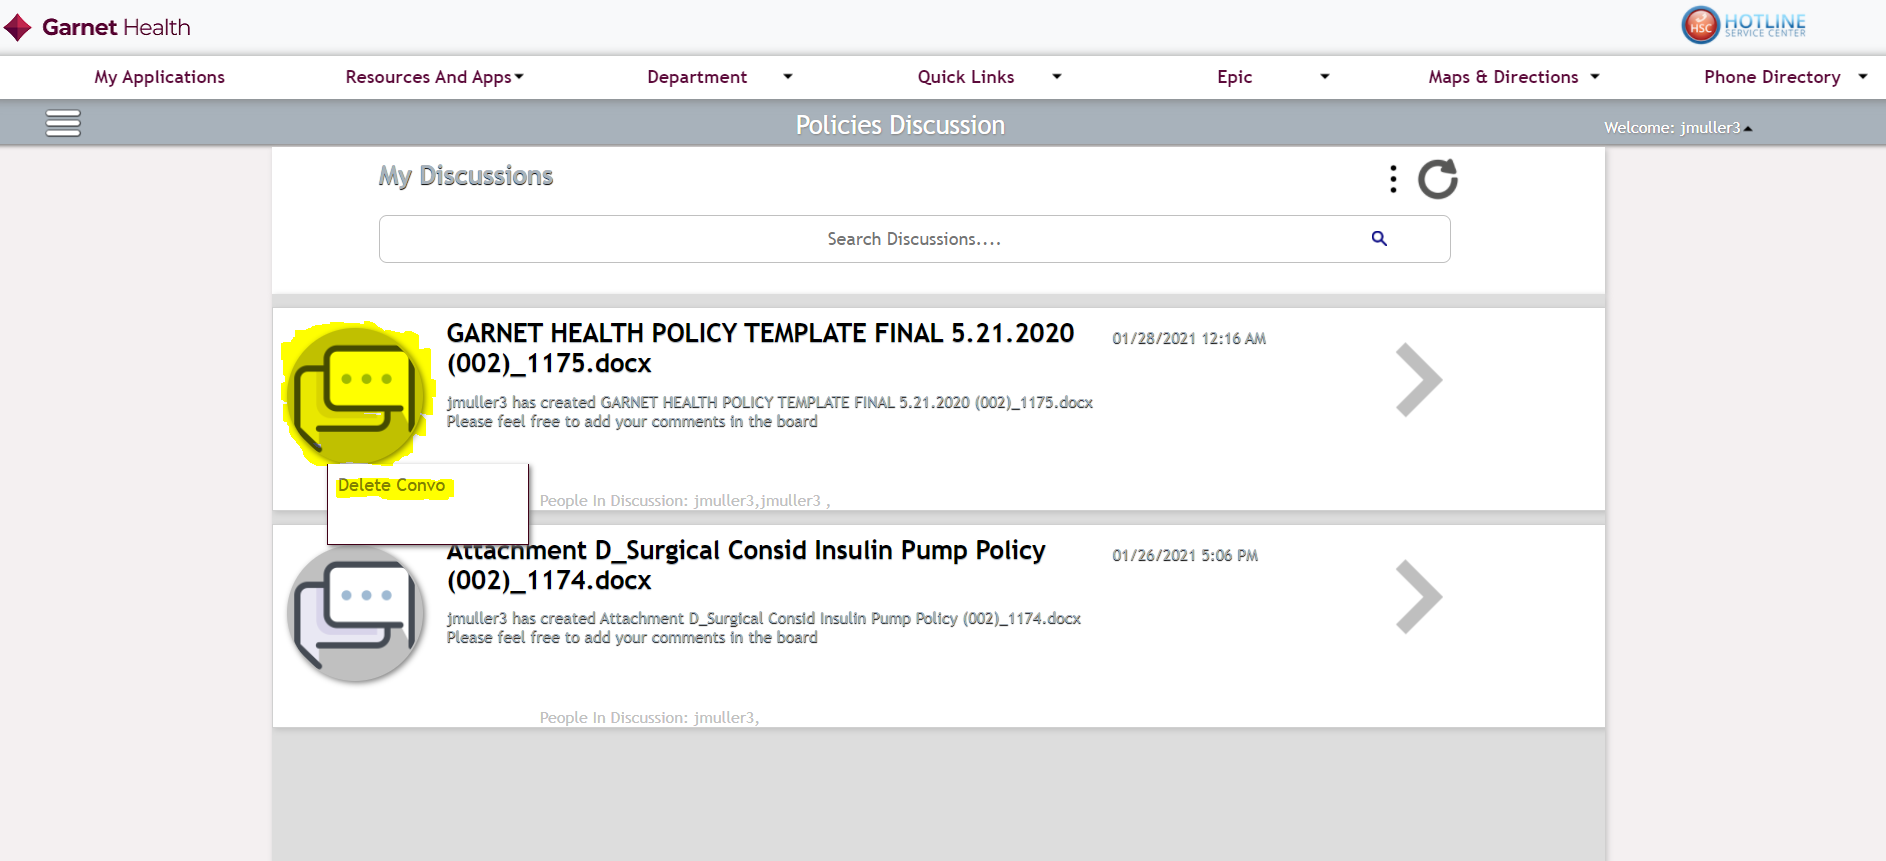 Garnet Health
HSC HOTLINE
SERVICE CENTER
My Applications Resources And Apps Department Quick Links Epic Maps & Directions Phone Directory
Policies Discussion
Welcome: jmuller3
My Discussions
Search Discussions....
GARNET HEALTH POLICY TEMPLATE FINAL 5.21.2020
(002)_1175.docx
01/28/2021 12:16 AM
jmuller3 has created GARNET HEALTH POLICY TEMPLATE FINAL 5.21.2020 (002)_1175.docx
Please feel free to add your comments in the board
Delete Convo
People In Discussion: jmuller3,jmuller3 ,
Attachment D_Surgical Consid Insulin Pump Policy
(002)_1174.docx
01/26/2021 5:06 PM
jmuller3 has created Attachment D_Surgical Consid Insulin Pump Policy (002)_1174.docx
Please feel free to add your comments in the board
People In Discussion: jmuller3,